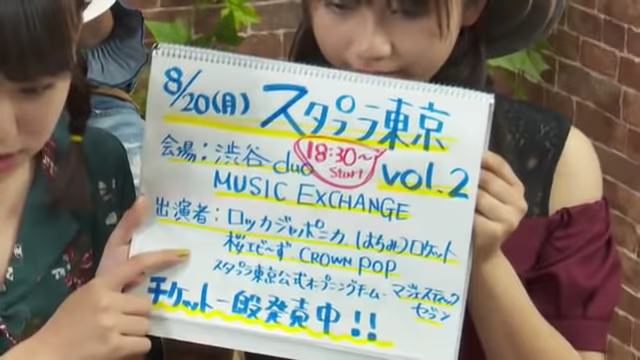 8/20(月) スタプラ東京
会場：渋谷duo 18:30〜 Start vol.2
MUSIC EXCHANGE
出演者：ロッカジャポニカ はちみつロケット
桜エビ〜ず CROWN POP
スタプラ東京公式オープニングチーム・マジェスティック
セブン
チケット一般発売中!!